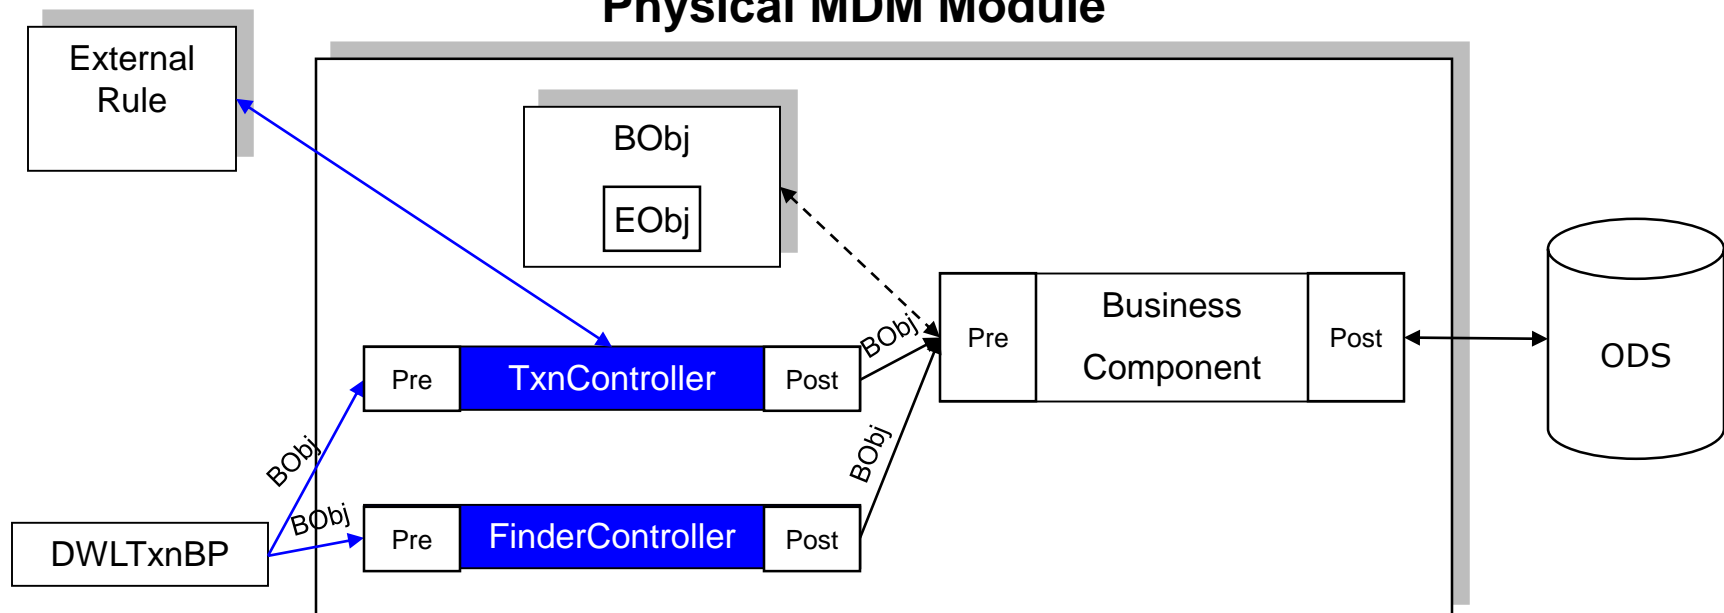 Physical MDM Module
External
Rule
BObj
EObj
Pre
Business
Component
Post
ODS
BObj
Pre
TxnController
Post
BObj
BObj
BObj
Pre
FinderController
Post
DWLTxnBP